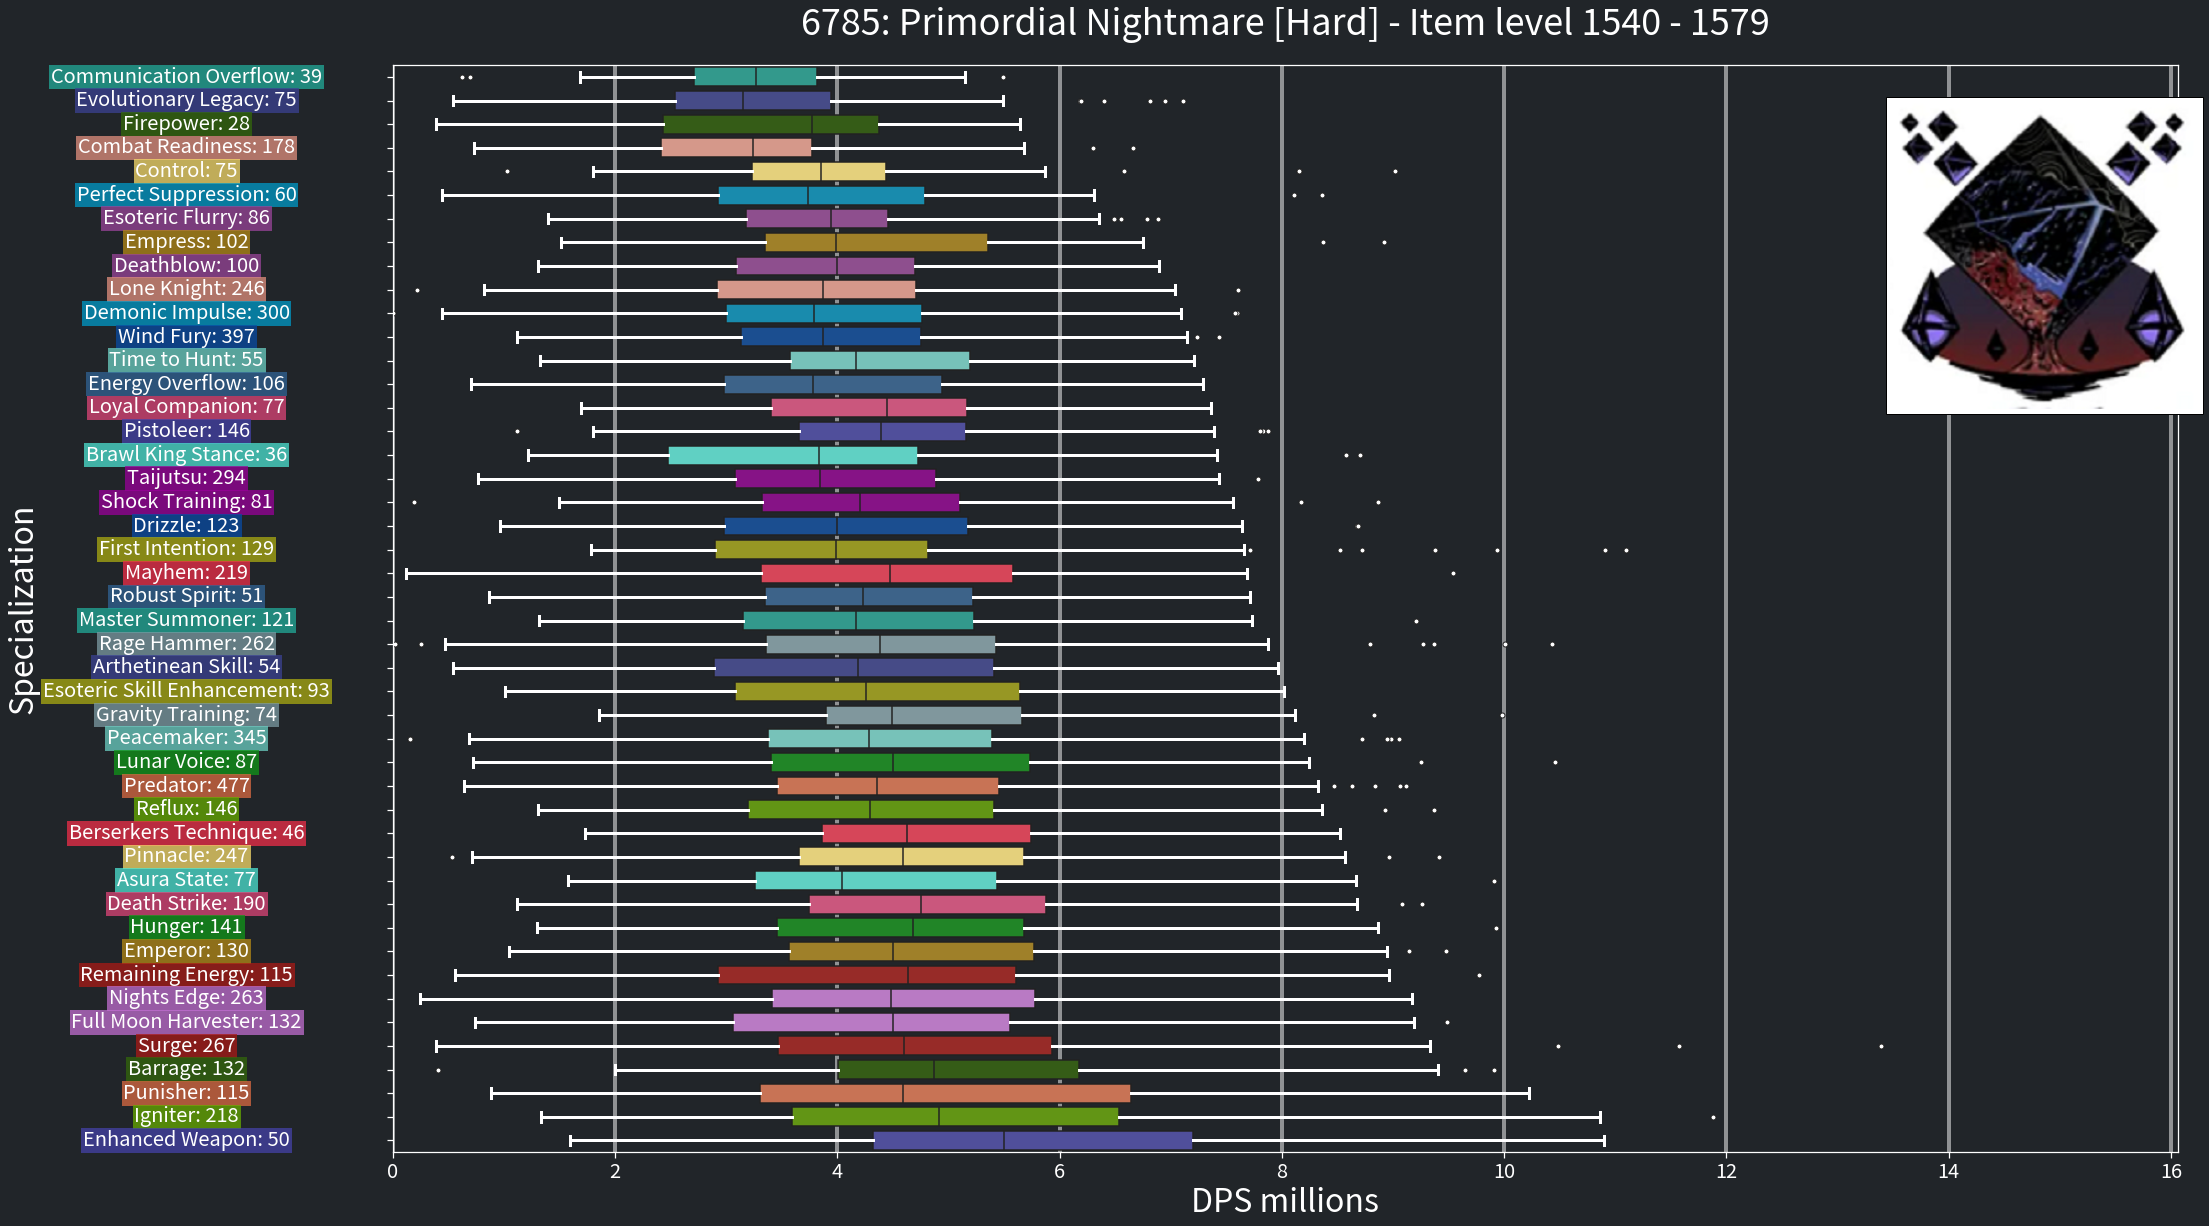 6785: Primordial Nightmare [Hard] - Item level 1540 - 1579
Specialization
Communication Overflow: 39
Evolutionary Legacy: 75
Firepower: 28
Combat Readiness: 178
Control: 75
Perfect Suppression: 60
Esoteric Flurry: 86
Empress: 102
Deathblow: 100
Lone Knight: 246
Demonic Impulse: 300
Wind Fury: 397
Time to Hunt: 55
Energy Overflow: 106
Loyal Companion: 77
Pistoleer: 146
Brawl King Stance: 36
Taijutsu: 294
Shock Training: 81
Drizzle: 123
First Intention: 129
Mayhem: 219
Robust Spirit: 51
Master Summoner: 121
Rage Hammer: 262
Arthetinean Skill: 54
Esoteric Skill Enhancement: 93
Gravity Training: 74
Peacemaker: 345
Lunar Voice: 87
Predator: 477
Reflux: 146
Berserkers Technique: 46
Pinnacle: 247
Asura State: 77
Death Strike: 190
Hunger: 141
Emperor: 130
Remaining Energy: 115
Nights Edge: 263
Full Moon Harvester: 132
Surge: 267
Barrage: 132
Punisher: 115
Igniter: 218
Enhanced Weapon: 50
0 2 4 6 8 10 12 14 16
DPS millions